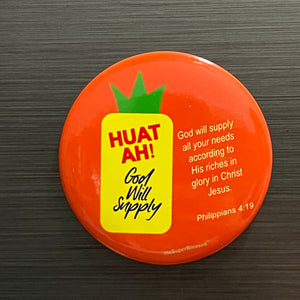 HUAT
AH!
God
Will
Supply
God will supply
all your needs
according to
His riches in
glory in Christ
Jesus.
Philippians 4:19